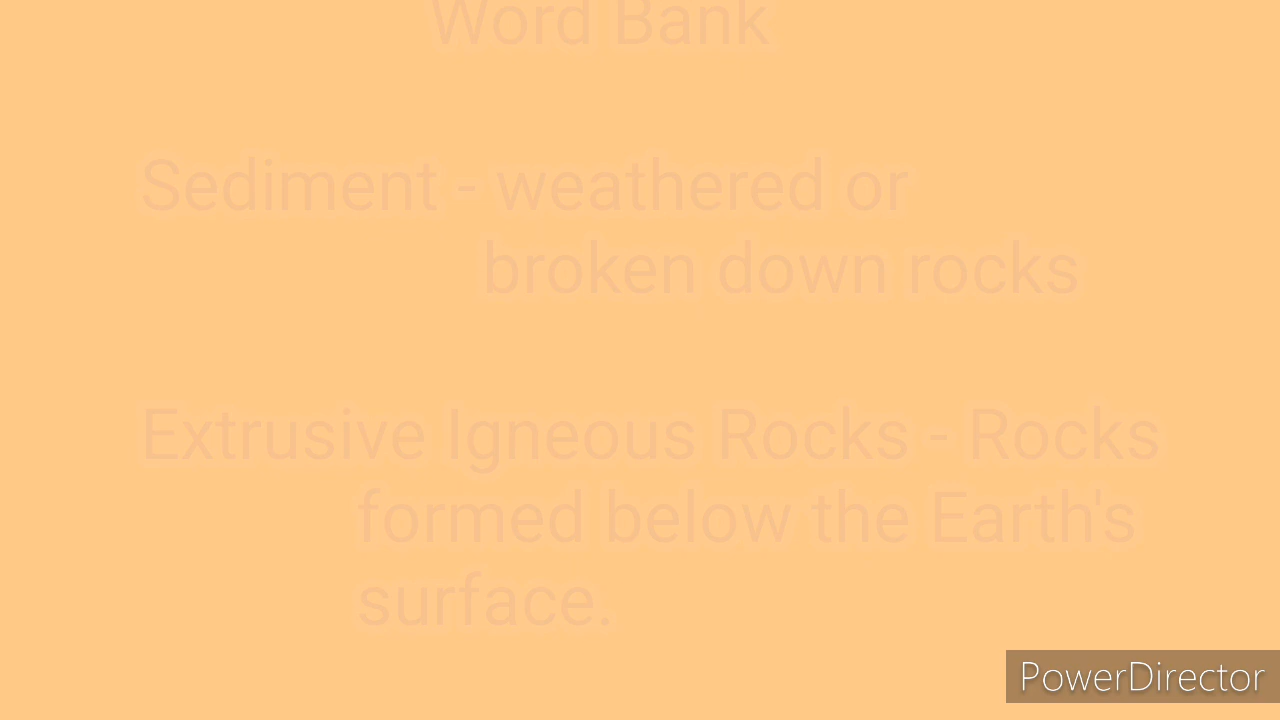 Word Bank
Sediment - weathered or
broken down rocks
Extrusive Igneous Rocks - Rocks
formed below the Earth's
surface.
PowerDirector